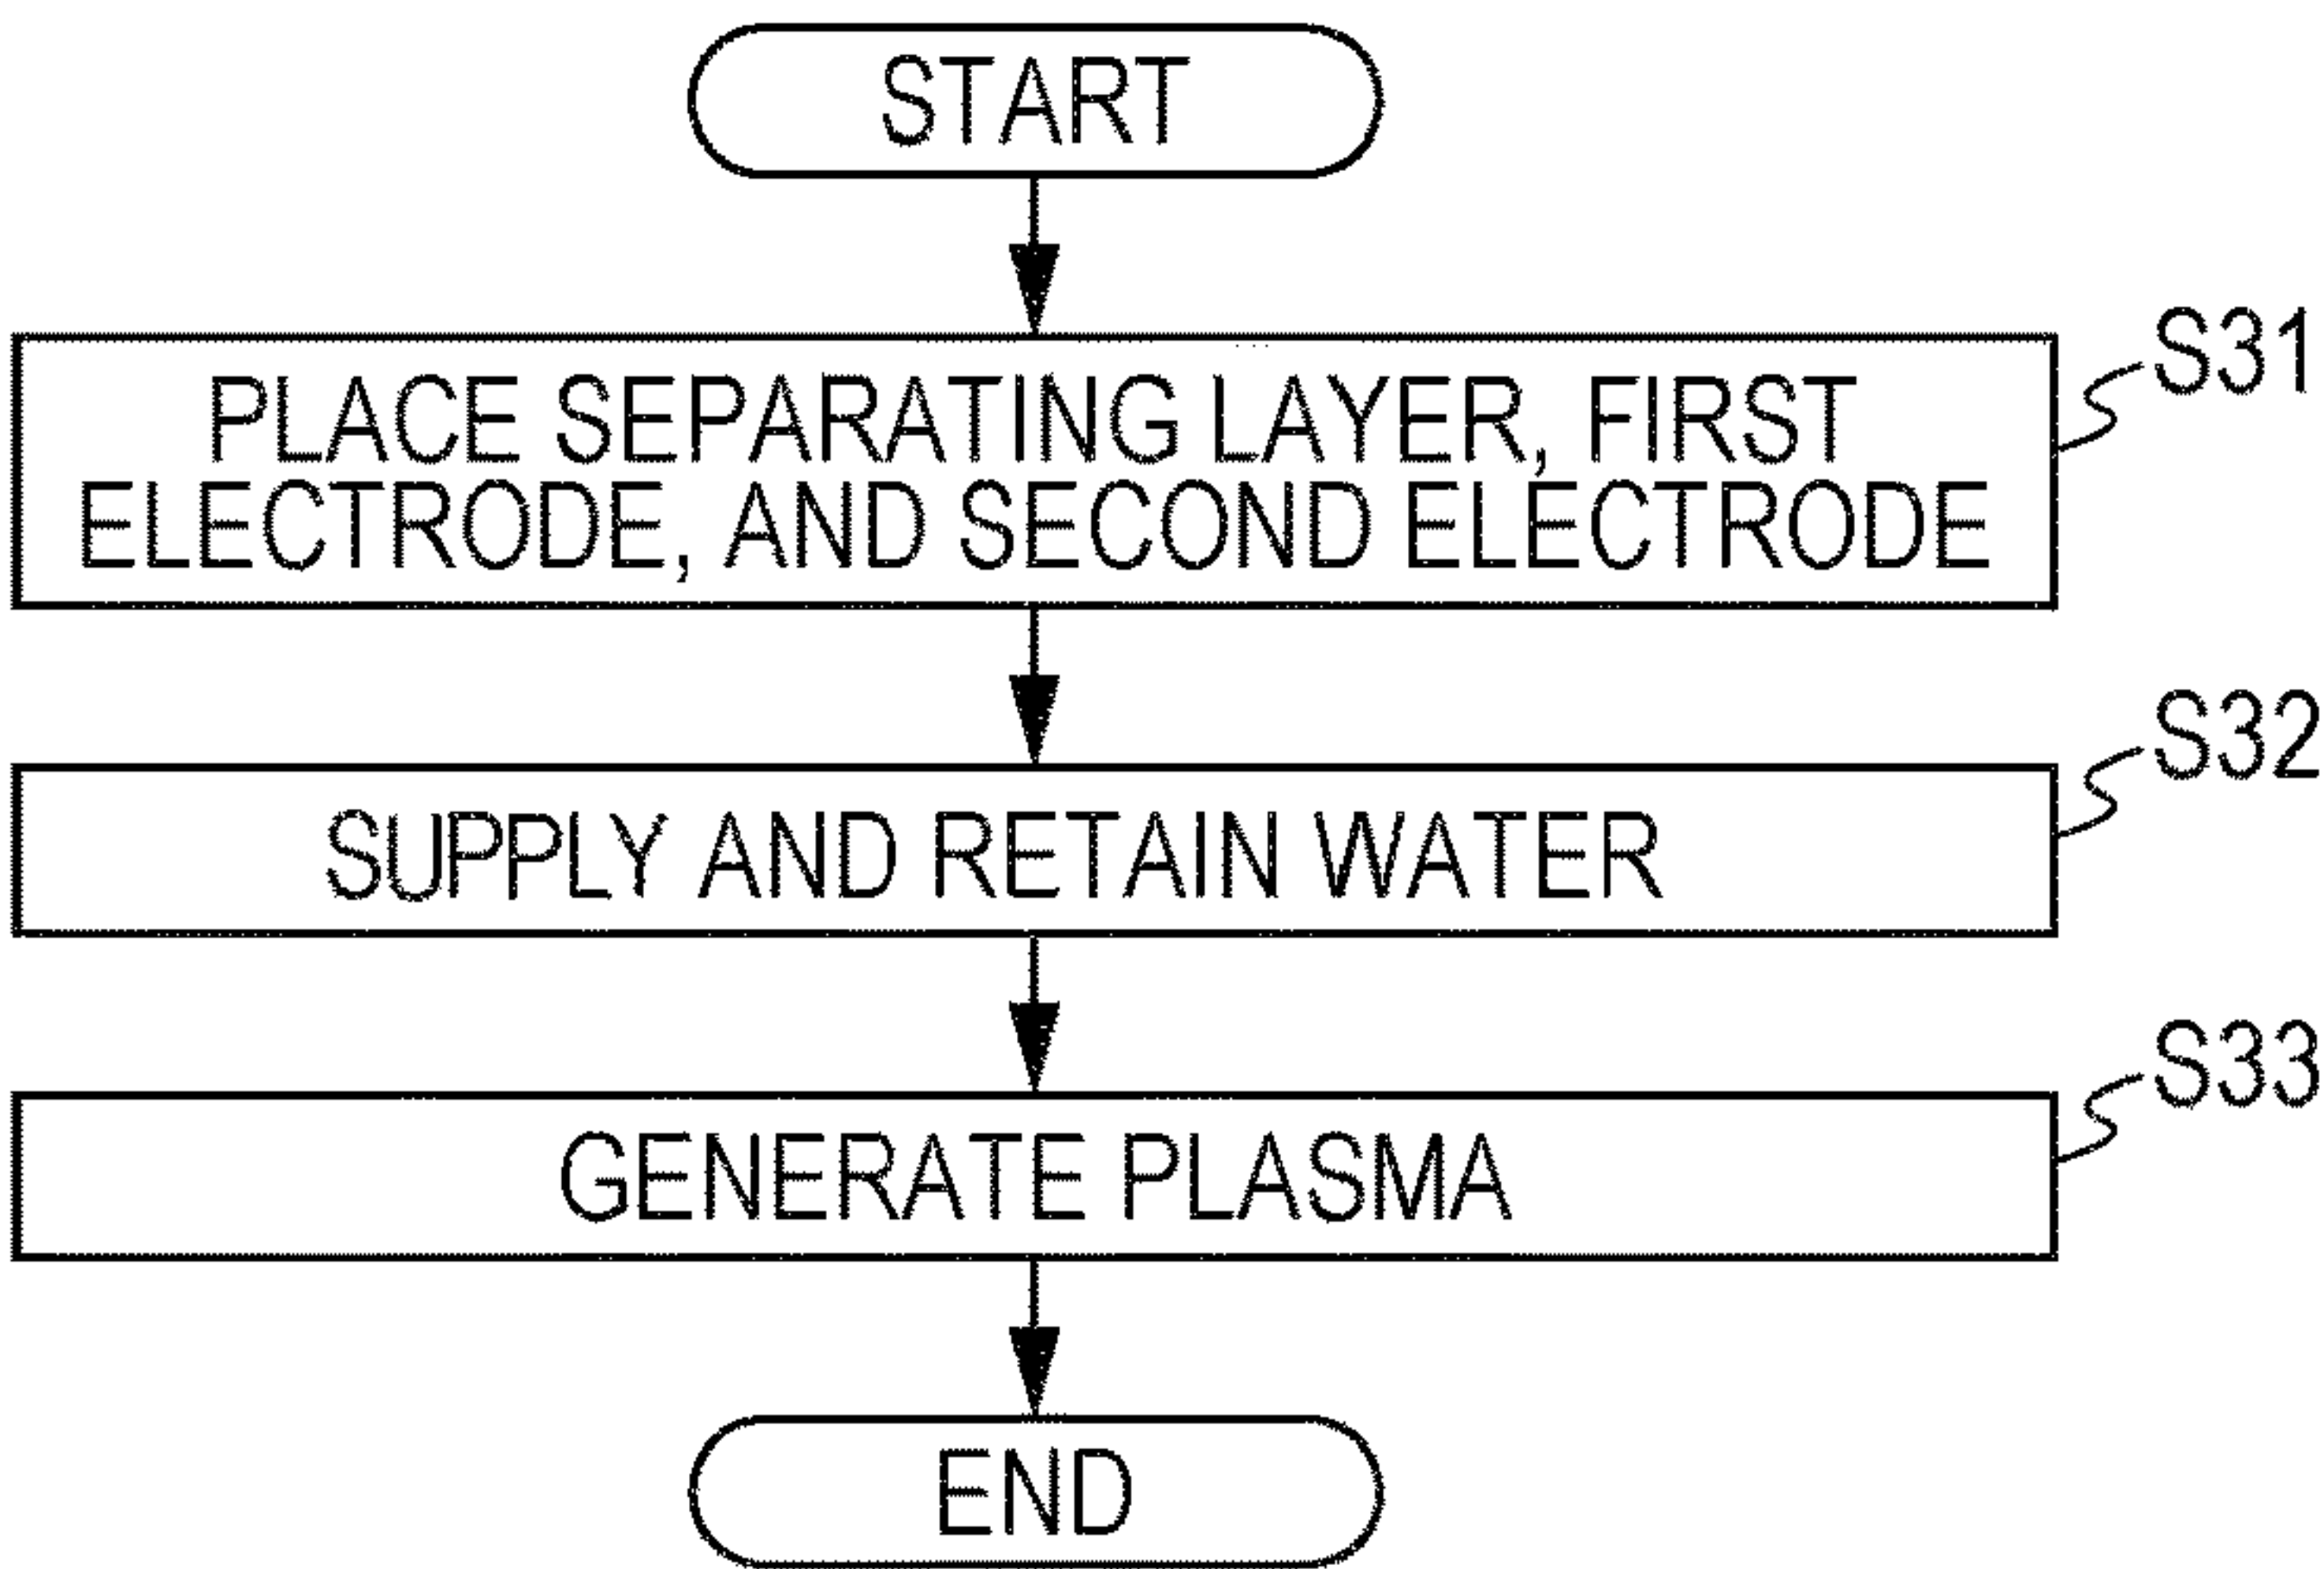 START
PLACE SEPARATING LAYER, FIRST
ELECTRODE, AND SECOND ELECTRODE
S31
SUPPLY AND RETAIN WATER
S32
GENERATE PLASMA
S33
END